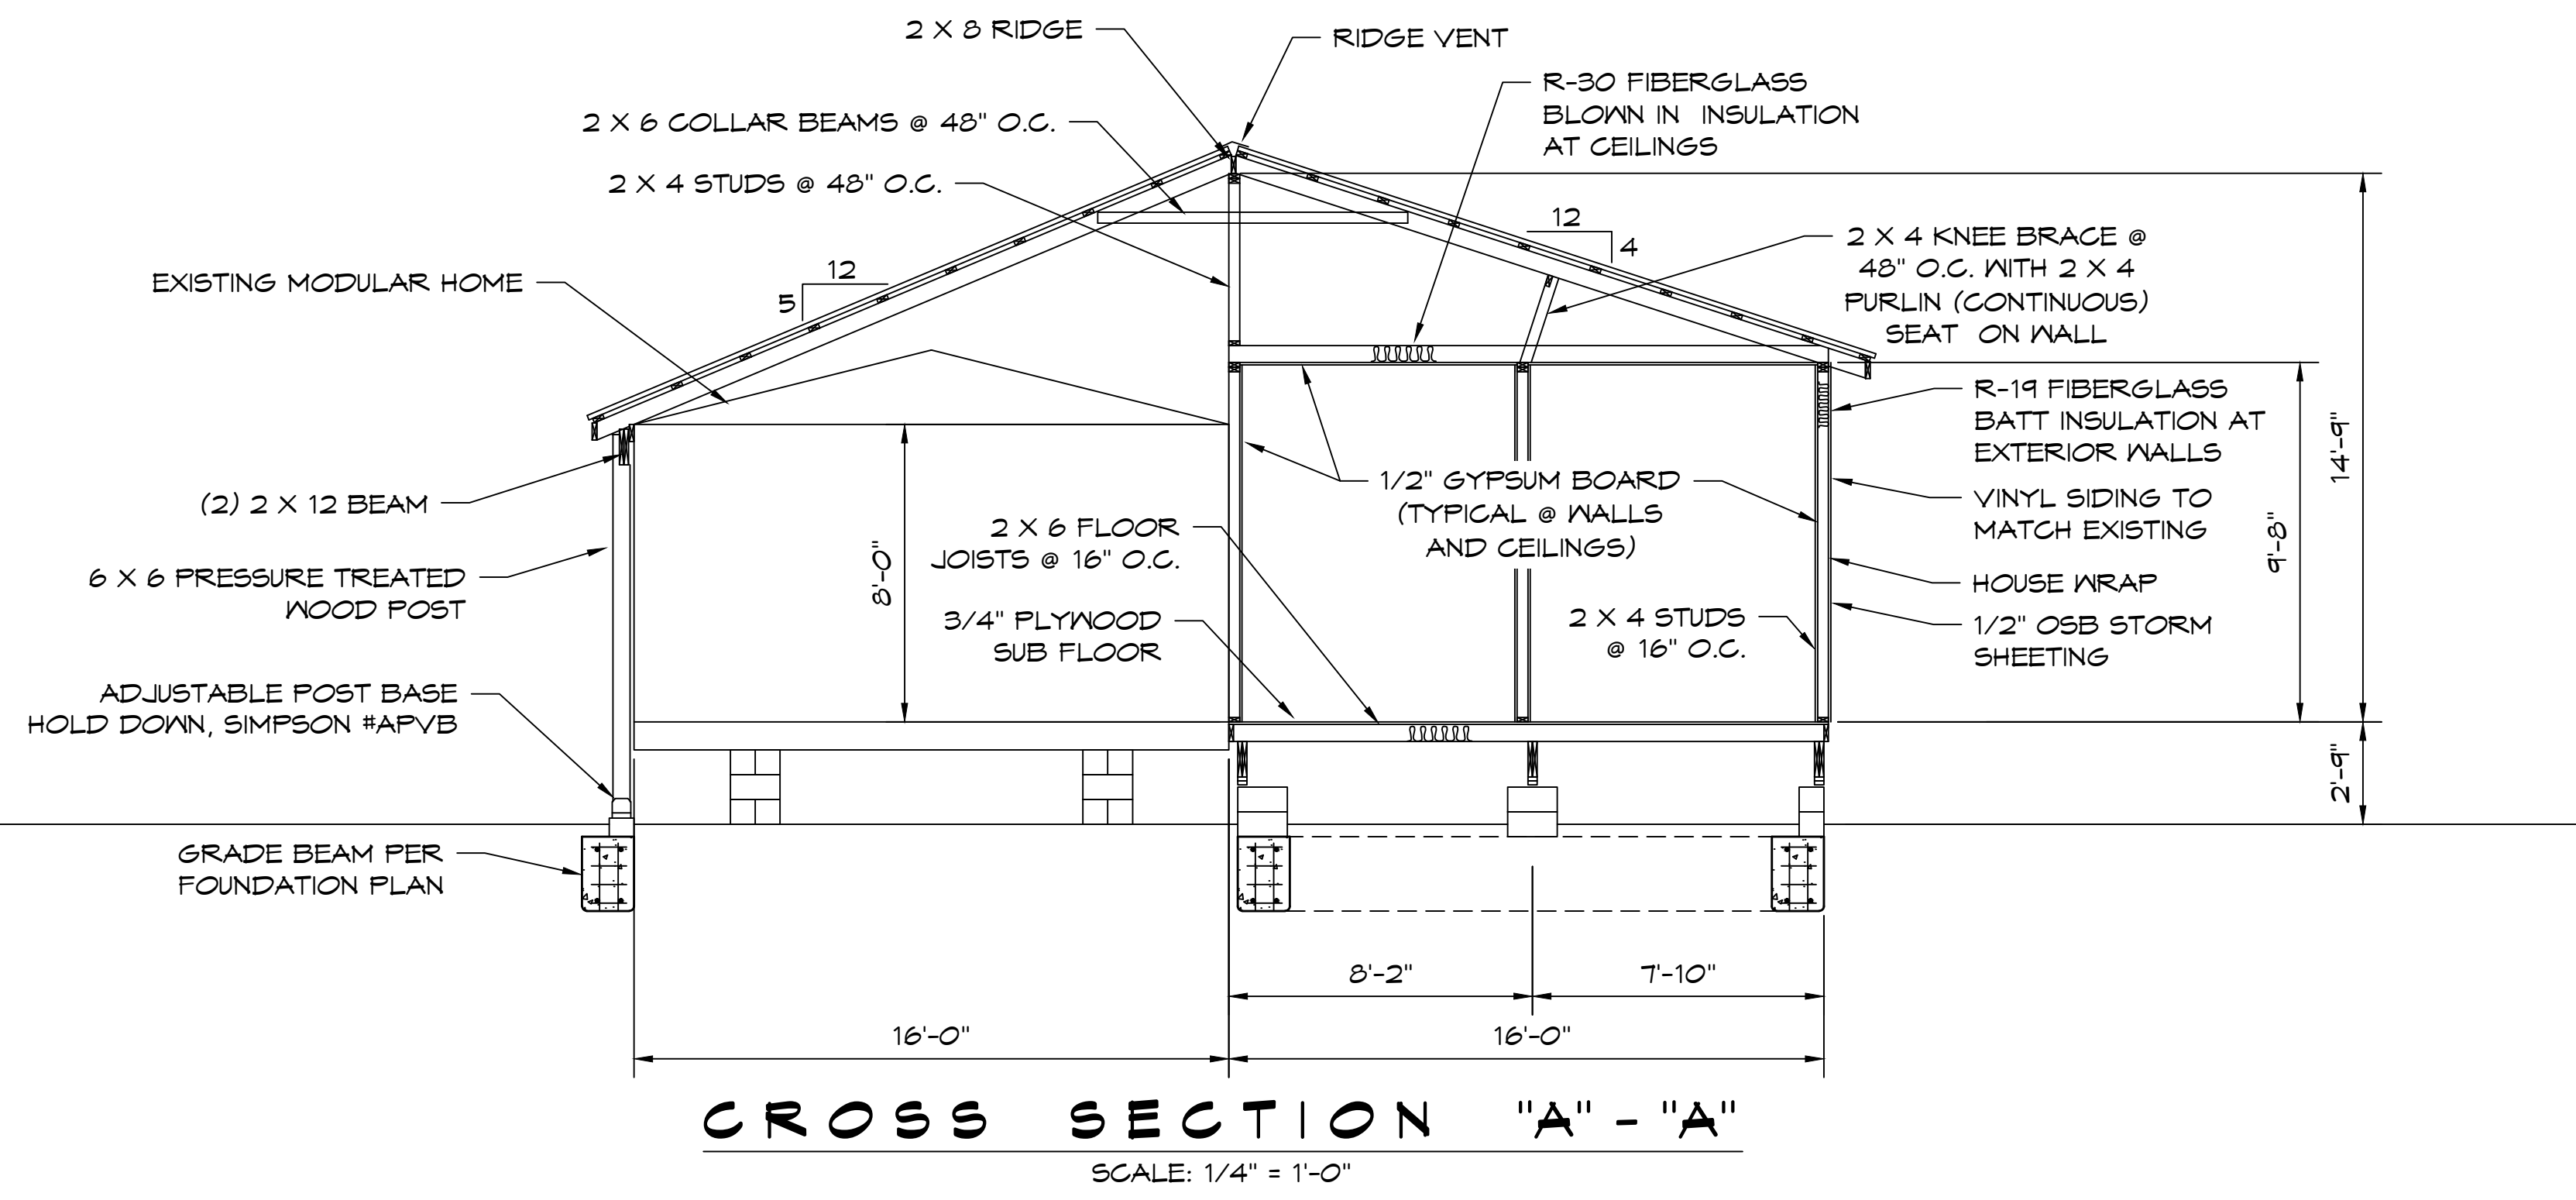 2 X 8 RIDGE
RIDGE VENT
R-30 FIBERGLASS
BLOWN IN INSULATION
AT CEILINGS
2 X 6 COLLAR BEAMS @ 48" O.C.
2 X 4 STUDS @ 48" O.C.
12
4
2 X 4 KNEE BRACE @
48" O.C. WITH 2 X 4
PURLIN (CONTINUOUS)
SEAT ON WALL
EXISTING MODULAR HOME
12
5
R-19 FIBERGLASS
BATT INSULATION AT
EXTERIOR WALLS
14'-9"
(2) 2 X 12 BEAM
1/2" GYPSUM BOARD
(TYPICAL @ WALLS
AND CEILINGS)
VINYL SIDING TO
MATCH EXISTING
9'-8"
2 X 6 FLOOR
JOISTS @ 16" O.C.
8'-0"
6 X 6 PRESSURE TREATED
WOOD POST
HOUSE WRAP
3/4" PLYWOOD
SUB FLOOR
2 X 4 STUDS
@ 16" O.C.
1/2" OSB STORM
SHEETING
ADJUSTABLE POST BASE
HOLD DOWN, SIMPSON #APVB
2'-9"
GRADE BEAM PER
FOUNDATION PLAN
8'-2"
7'-10"
16'-0"
16'-0"
CROSS SECTION "A"-"A"
SCALE: 1/4" = 1'-0"